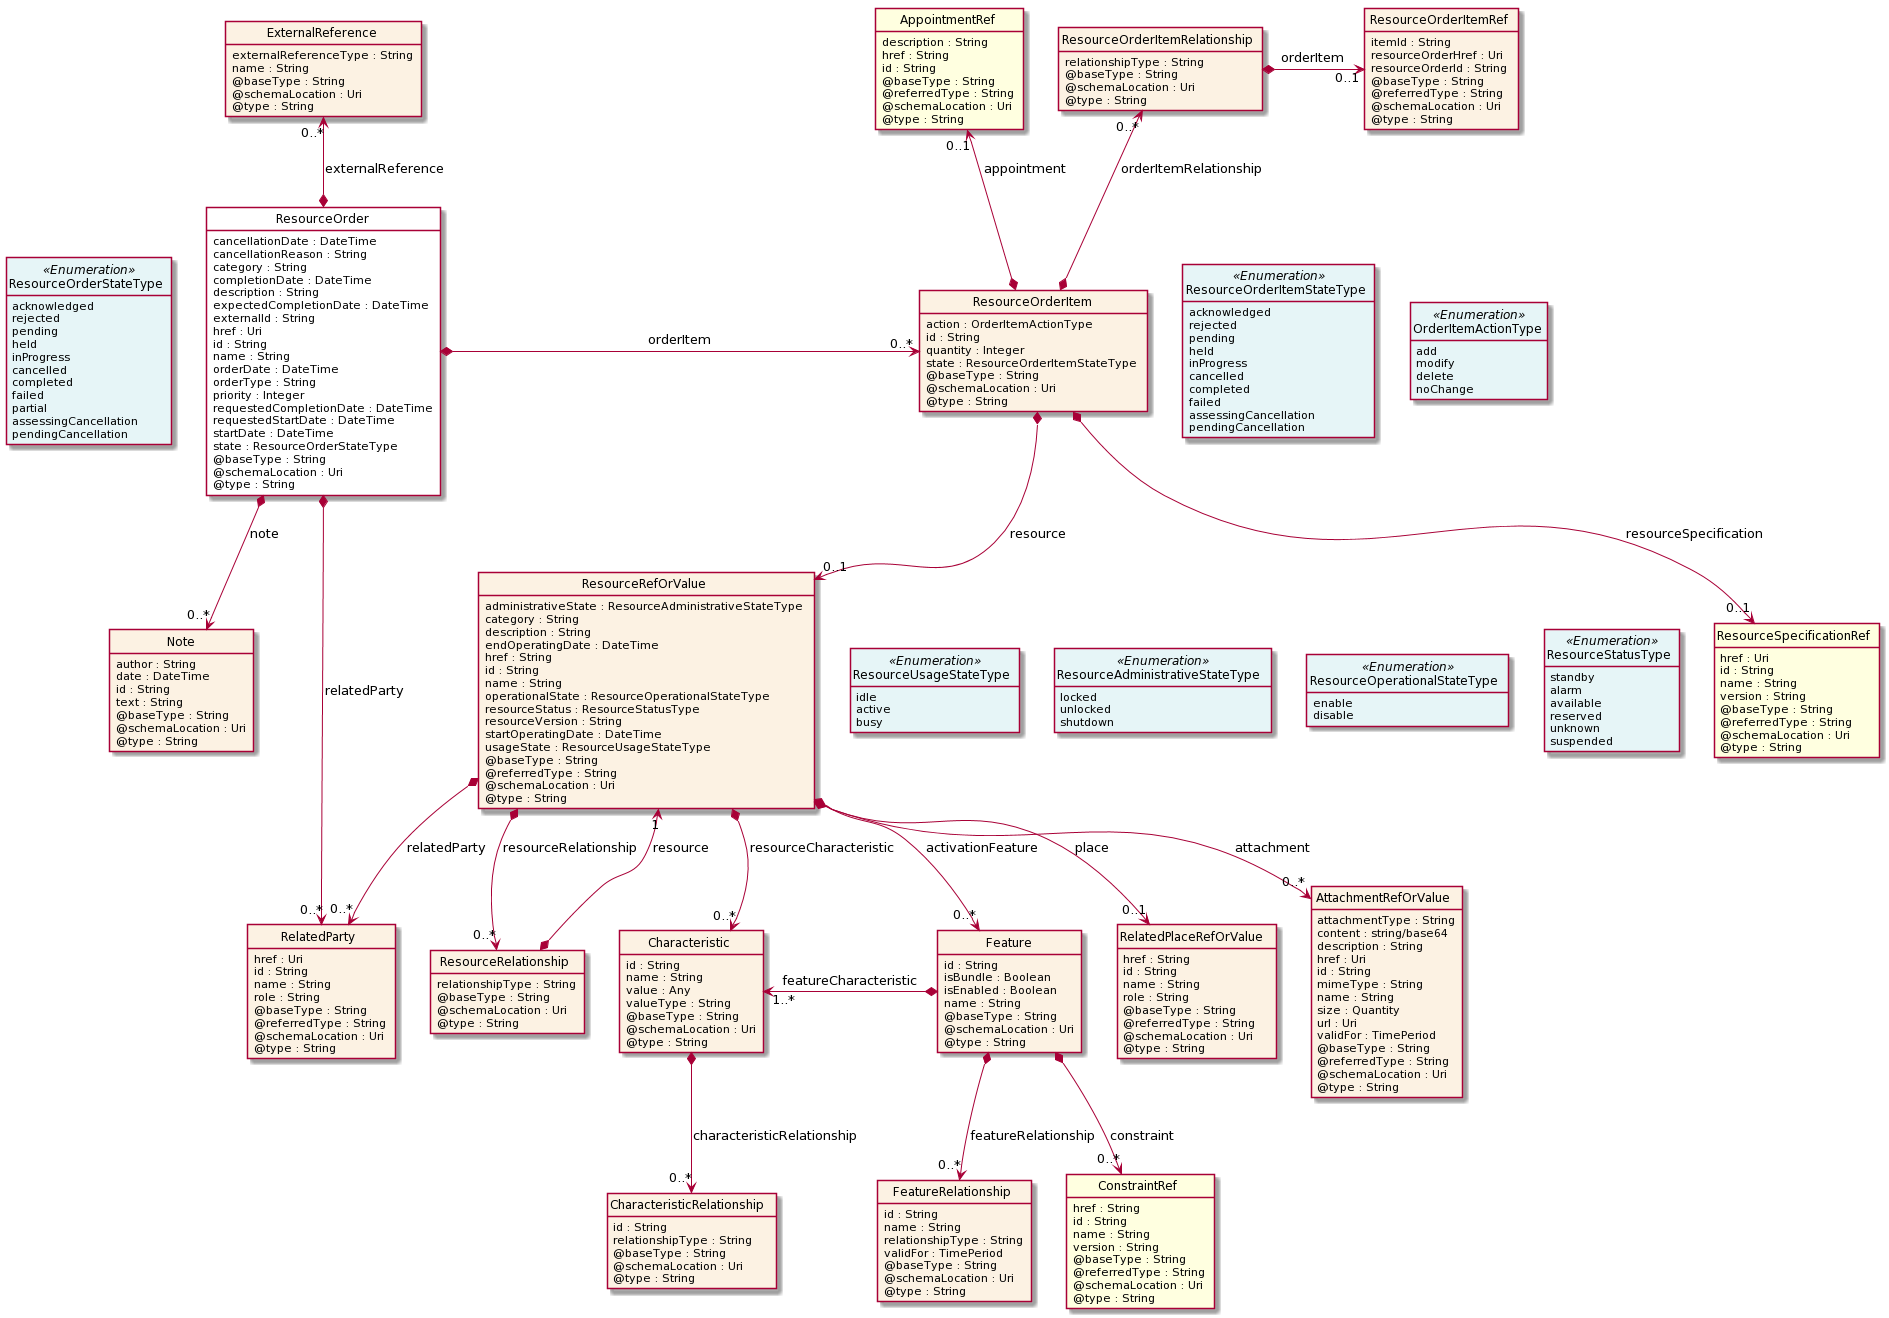 ExternalReference
externalReferenceType : String
name : String
@baseType : String
@schemaLocation : Uri
@type : String
AppointmentRef
description : String
href : String
id : String
@baseType : String
@referredType : String
@schemaLocation : Uri
@type : String
ResourceOrderItemRelationship
relationshipType : String
@baseType : String
@schemaLocation : Uri
@type : String
orderItem
0..1
ResourceOrderItemRef
itemId : String
resourceOrderHref : Uri
resourceOrderId : String
@baseType : String
@referredType : String
@schemaLocation : Uri
@type : String
0..*
externalReference
0..1
appointment
0..*
orderItemRelationship
«Enumeration»
ResourceOrderStateType
acknowledged
rejected
pending
held
inProgress
cancelled
completed
failed
partial
assessingCancellation
pendingCancellation
ResourceOrder
cancellationDate : DateTime
cancellationReason : String
category : String
completionDate : DateTime
description : String
expectedCompletionDate : DateTime
externalId : String
href : Uri
id : String
name : String
orderDate : DateTime
orderType : String
priority : Integer
requestedCompletionDate : DateTime
requestedStartDate : DateTime
startDate : DateTime
state : ResourceOrderStateType
@baseType : String
@schemaLocation : Uri
@type : String
orderItem
0..*
ResourceOrderItem
action : OrderItemActionType
id : String
quantity : Integer
state : ResourceOrderItemStateType
@baseType : String
@schemaLocation : Uri
@type : String
«Enumeration»
ResourceOrderItemStateType
acknowledged
rejected
pending
held
inProgress
cancelled
completed
failed
assessingCancellation
pendingCancellation
«Enumeration»
OrderItemActionType
add
modify
delete
noChange
note
0..*
relatedParty
resource
0..1
resourceSpecification
0..1
Note
author : String
date : DateTime
id : String
text : String
@baseType : String
@schemaLocation : Uri
@type : String
ResourceRefOrValue
administrativeState : ResourceAdministrativeStateType
category : String
description : String
endOperatingDate : DateTime
href : String
id : String
name : String
operationalState : ResourceOperationalStateType
resourceStatus : ResourceStatusType
resourceVersion : String
startOperatingDate : DateTime
usageState : ResourceUsageStateType
@baseType : String
@referredType : String
@schemaLocation : Uri
@type : String
«Enumeration»
ResourceUsageStateType
idle
active
busy
«Enumeration»
ResourceAdministrativeStateType
locked
unlocked
shutdown
«Enumeration»
ResourceOperationalStateType
enable
disable
«Enumeration»
ResourceStatusType
standby
alarm
available
reserved
unknown
suspended
ResourceSpecificationRef
href : Uri
id : String
name : String
version : String
@baseType : String
@referredType : String
@schemaLocation : Uri
@type : String
relatedParty
resourceRelationship
1
resource
resourceCharacteristic
activationFeature
place
attachment
0..*
0..*
0..*
0..*
0..*
0..1
0..*
RelatedParty
href : Uri
id : String
name : String
role : String
@baseType : String
@referredType : String
@schemaLocation : Uri
@type : String
ResourceRelationship
relationshipType : String
@baseType : String
@schemaLocation : Uri
@type : String
Characteristic
id : String
name : String
value : Any
valueType : String
@baseType : String
@schemaLocation : Uri
@type : String
featureCharacteristic
1..*
Feature
id : String
isBundle : Boolean
isEnabled : Boolean
name : String
@baseType : String
@schemaLocation : Uri
@type : String
RelatedPlaceRefOrValue
href : String
id : String
name : String
role : String
@baseType : String
@referredType : String
@schemaLocation : Uri
@type : String
AttachmentRefOrValue
attachmentType : String
content : string/base64
description : String
href : Uri
id : String
mimeType : String
name : String
size : Quantity
url : Uri
validFor : TimePeriod
@baseType : String
@referredType : String
@schemaLocation : Uri
@type : String
characteristicRelationship
0..*
featureRelationship
0..*
constraint
0..*
CharacteristicRelationship
id : String
relationshipType : String
@baseType : String
@schemaLocation : Uri
@type : String
FeatureRelationship
id : String
name : String
relationshipType : String
validFor : TimePeriod
@baseType : String
@schemaLocation : Uri
@type : String
ConstraintRef
href : String
id : String
name : String
version : String
@baseType : String
@referredType : String
@schemaLocation : Uri
@type : String